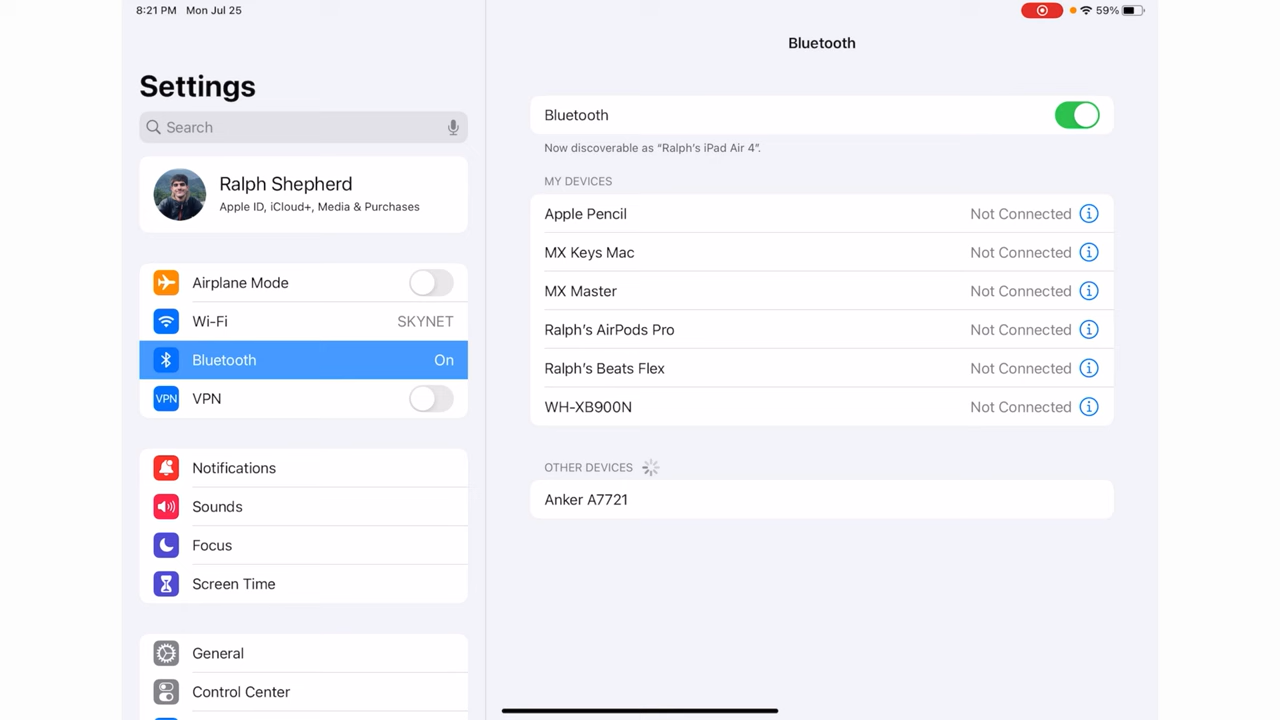 8:21 PM Mon Jul 25
59%
Settings
Search
Ralph Shepherd
Apple ID, iCloud+, Media & Purchases
Airplane Mode
Wi-Fi SKYNET
Bluetooth On
VPN VPN
Notifications
Sounds
Focus
Screen Time
General
Control Center
Bluetooth
Bluetooth
Now discoverable as “Ralph’s iPad Air 4”.
MY DEVICES
Apple Pencil Not Connected
MX Keys Mac Not Connected
MX Master Not Connected
Ralph’s AirPods Pro Not Connected
Ralph’s Beats Flex Not Connected
WH-XB900N Not Connected
OTHER DEVICES
Anker A7721